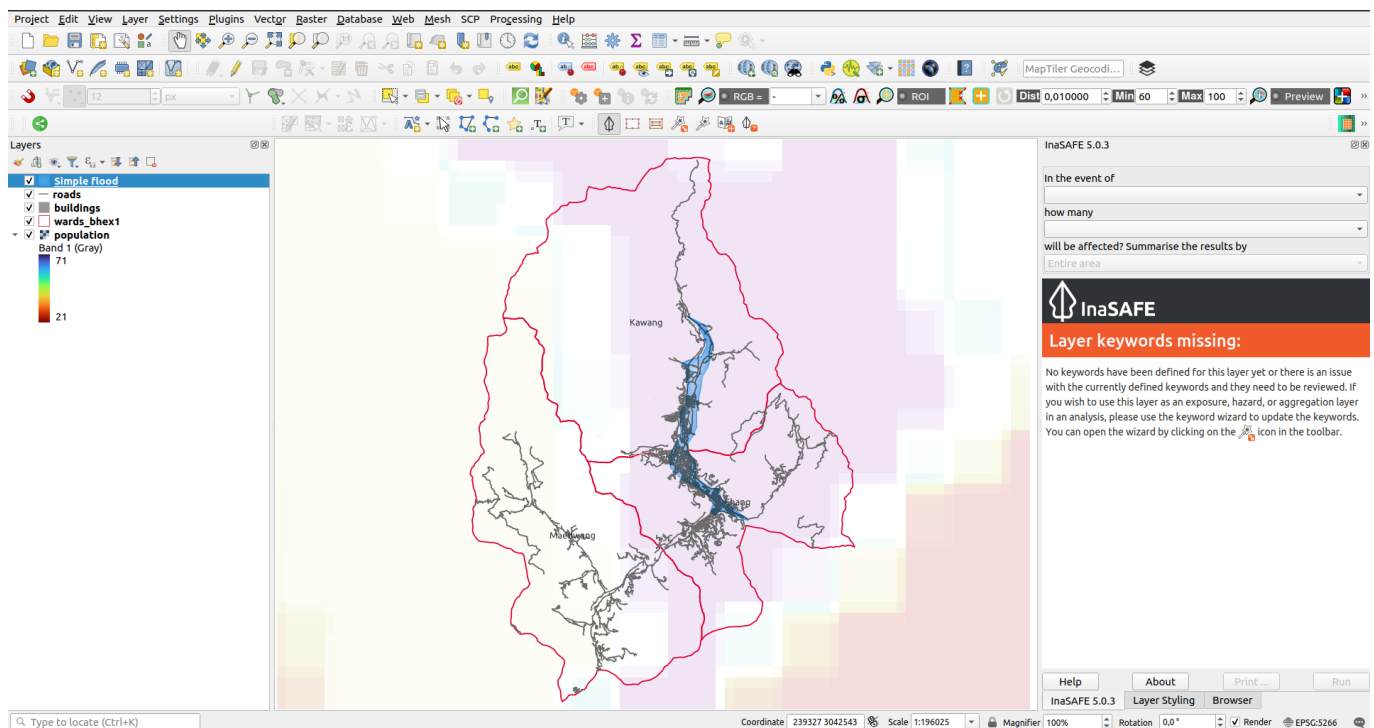 Project Edit View Layer Settings Plugins Vector Raster Database Web Mesh SCP Processing Help
MapTiler Geocodi...
12 px RGB = - ROI Dist 0,010000 Min 60 Max 100 Preview
Layers
Simple flood
roads
buildings
wards_bhex1
population
Band 1 (Gray)
71
21
Kawang
Maedwang
InaSAFE 5.0.3
In the event of
how many
will be affected? Summarise the results by
Entire area
InaSAFE
Layer keywords missing:
No keywords have been defined for this layer yet or there is an issue
with the currently defined keywords and they need to be reviewed. If
you wish to use this layer as an exposure, hazard, or aggregation layer
in an analysis, please use the keyword wizard to update the keywords.
You can open the wizard by clicking on the icon in the toolbar.
Help About Print ... Run
InaSAFE 5.0.3 Layer Styling Browser
Type to locate (Ctrl+K) Coordinate 239327 3042543 Scale 1:196025 Magnifier 100% Rotation 0,0 ° Render EPSG:5266